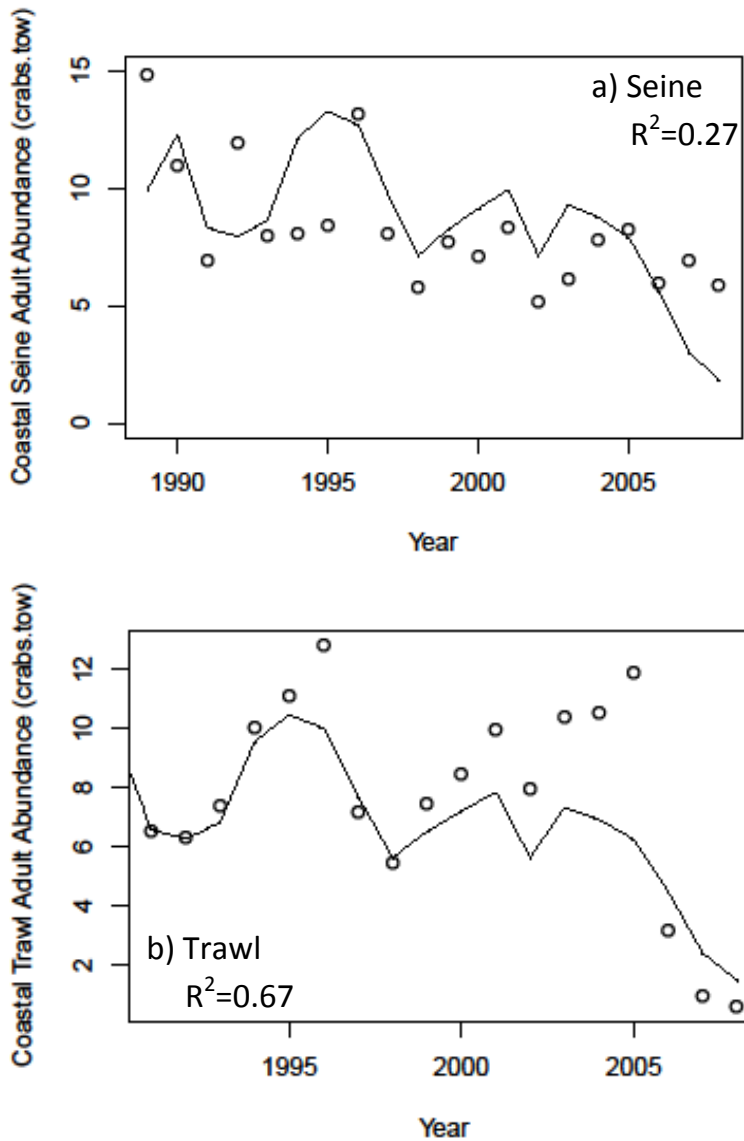 Coastal Seine Adult Abundance (crabs.tow)
15
10
5
0
a) Seine
R²=0.27
1990 1995 2000 2005
Year
Coastal Trawl Adult Abundance (crabs.tow)
12
10
8
6
4
2
b) Trawl
R²=0.67
1995 2000 2005
Year